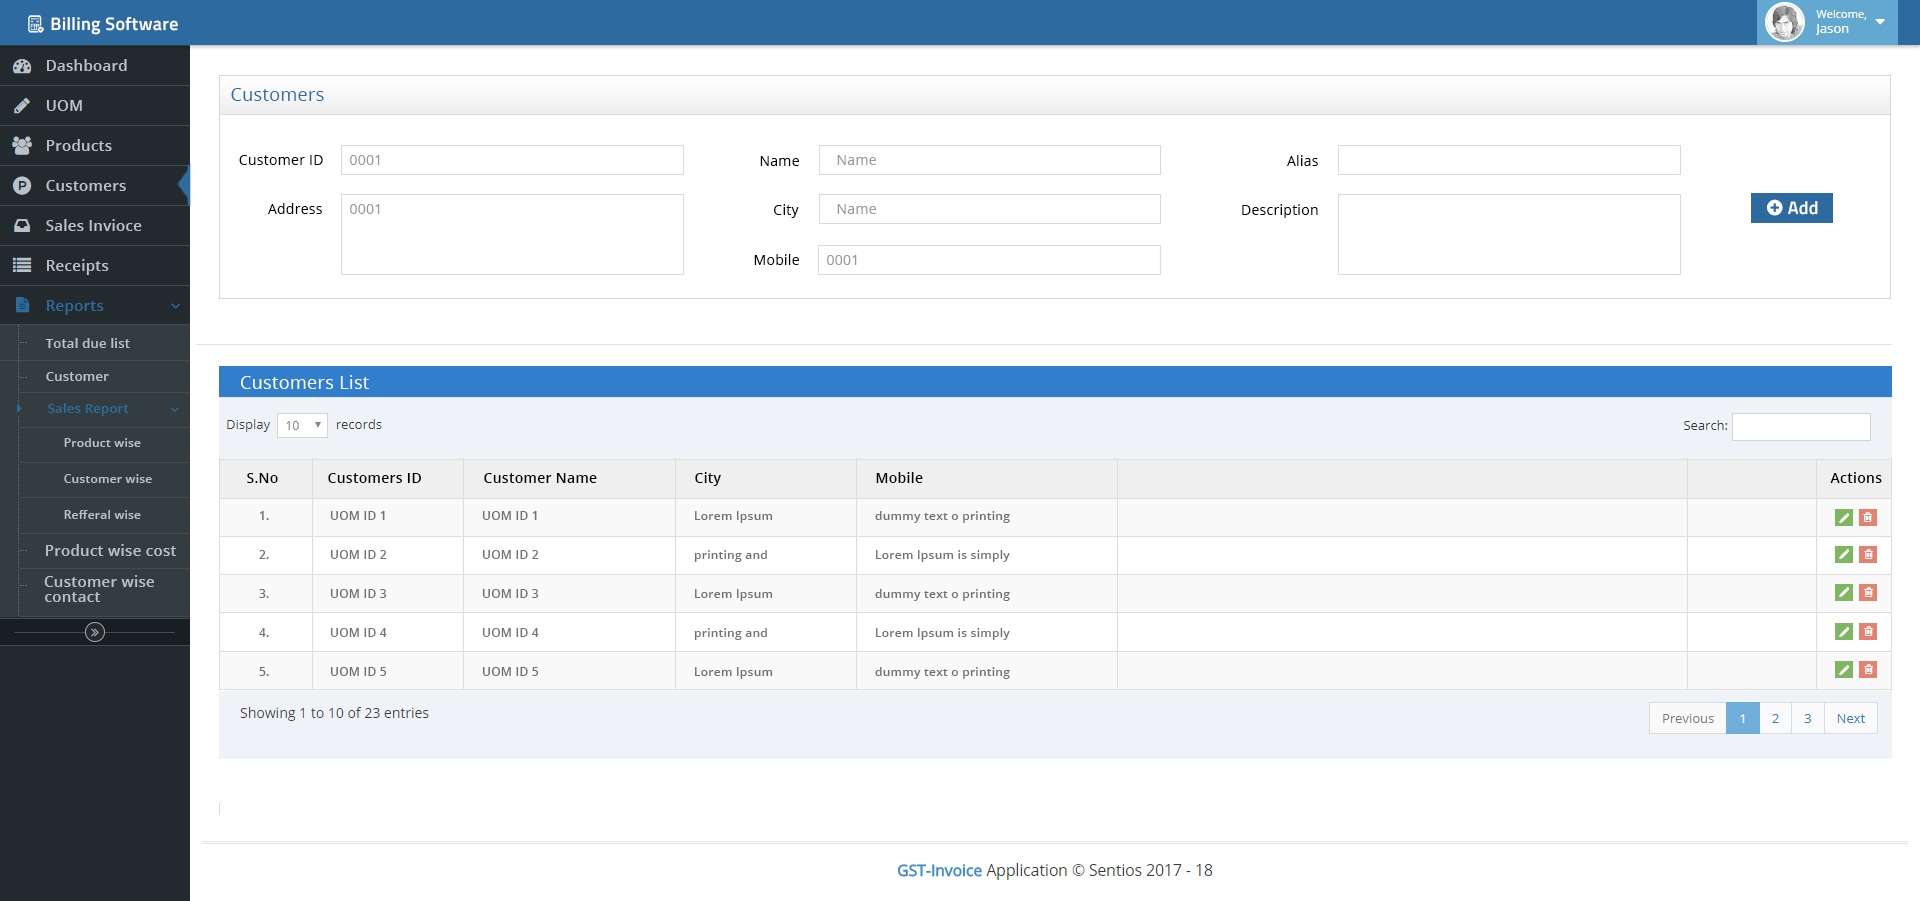 Billing Software
Welcome,
Jason
Dashboard
UOM
Products
Customers
Sales Invioce
Receipts
Reports
Total due list
Customer
Sales Report
Product wise
Customer wise
Refferal wise
Product wise cost
Customer wise
contact
Customers
Customer ID 0001 Name Name Alias
Address 0001 City Name Description Add
Mobile 0001
Customers List
Display 10 records Search:
S.No Customers ID Customer Name City Mobile Actions
1. UOM ID 1 UOM ID 1 Lorem Ipsum dummy text o printing
2. UOM ID 2 UOM ID 2 printing and Lorem Ipsum is simply
3. UOM ID 3 UOM ID 3 Lorem Ipsum dummy text o printing
4. UOM ID 4 UOM ID 4 printing and Lorem Ipsum is simply
5. UOM ID 5 UOM ID 5 Lorem Ipsum dummy text o printing
Showing 1 to 10 of 23 entries Previous 1 2 3 Next
GST-Invoice Application © Sentios 2017 - 18